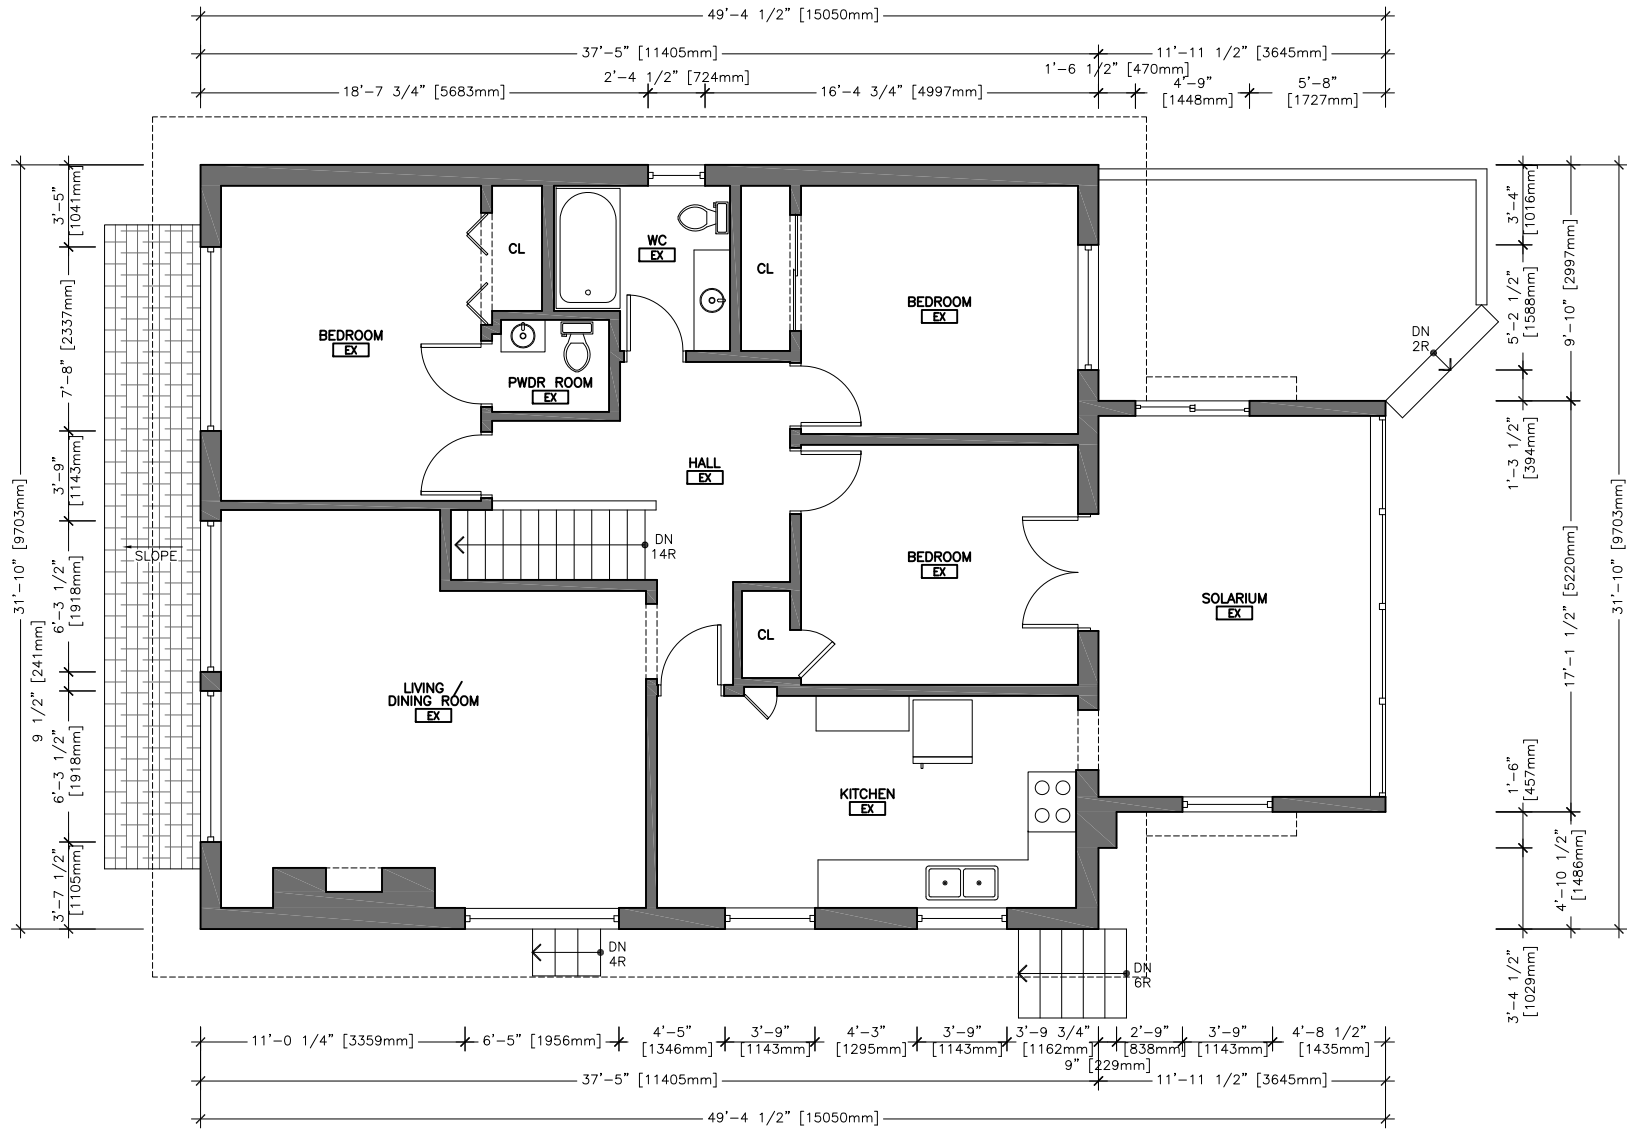 49'-4 1/2" [15050mm]
37'-5" [11405mm]
11'-11 1/2" [3645mm]
2'-4 1/2" [724mm]
1'-6 1/2" [470mm]
18'-7 3/4" [5683mm]
16'-4 3/4" [4997mm]
4'-9"
[1448mm]
5'-8"
[1727mm]
3'-5"
[1041mm]
7'-8" [2337mm]
3'-9"
[1143mm]
31'-10" [9703mm]
6'-3 1/2"
[1918mm]
9 1/2" [241mm]
6'-3 1/2"
[1918mm]
3'-7 1/2"
[1105mm]
SLOPE
BEDROOM
EX
CL
WC
EX
PWDR ROOM
EX
CL
BEDROOM
EX
HALL
EX
DN
14R
BEDROOM
EX
CL
LIVING /
DINING ROOM
EX
KITCHEN
EX
SOLARIUM
EX
DN
2R
DN
4R
DN
6R
3'-4"
[1016mm]
5'-2 1/2"
[1588mm]
9'-10" [2997mm]
1'-3 1/2"
[394mm]
17'-1 1/2" [5220mm]
31'-10" [9703mm]
1'-6"
[457mm]
4'-10 1/2"
[1486mm]
3'-4 1/2"
[1029mm]
11'-0 1/4" [3359mm]
6'-5" [1956mm]
4'-5"
[1346mm]
3'-9"
[1143mm]
4'-3"
[1295mm]
3'-9"
[1143mm]
3'-9 3/4"
[1162mm]
9" [229mm]
2'-9"
[838mm]
3'-9"
[1143mm]
4'-8 1/2"
[1435mm]
37'-5" [11405mm]
11'-11 1/2" [3645mm]
49'-4 1/2" [15050mm]